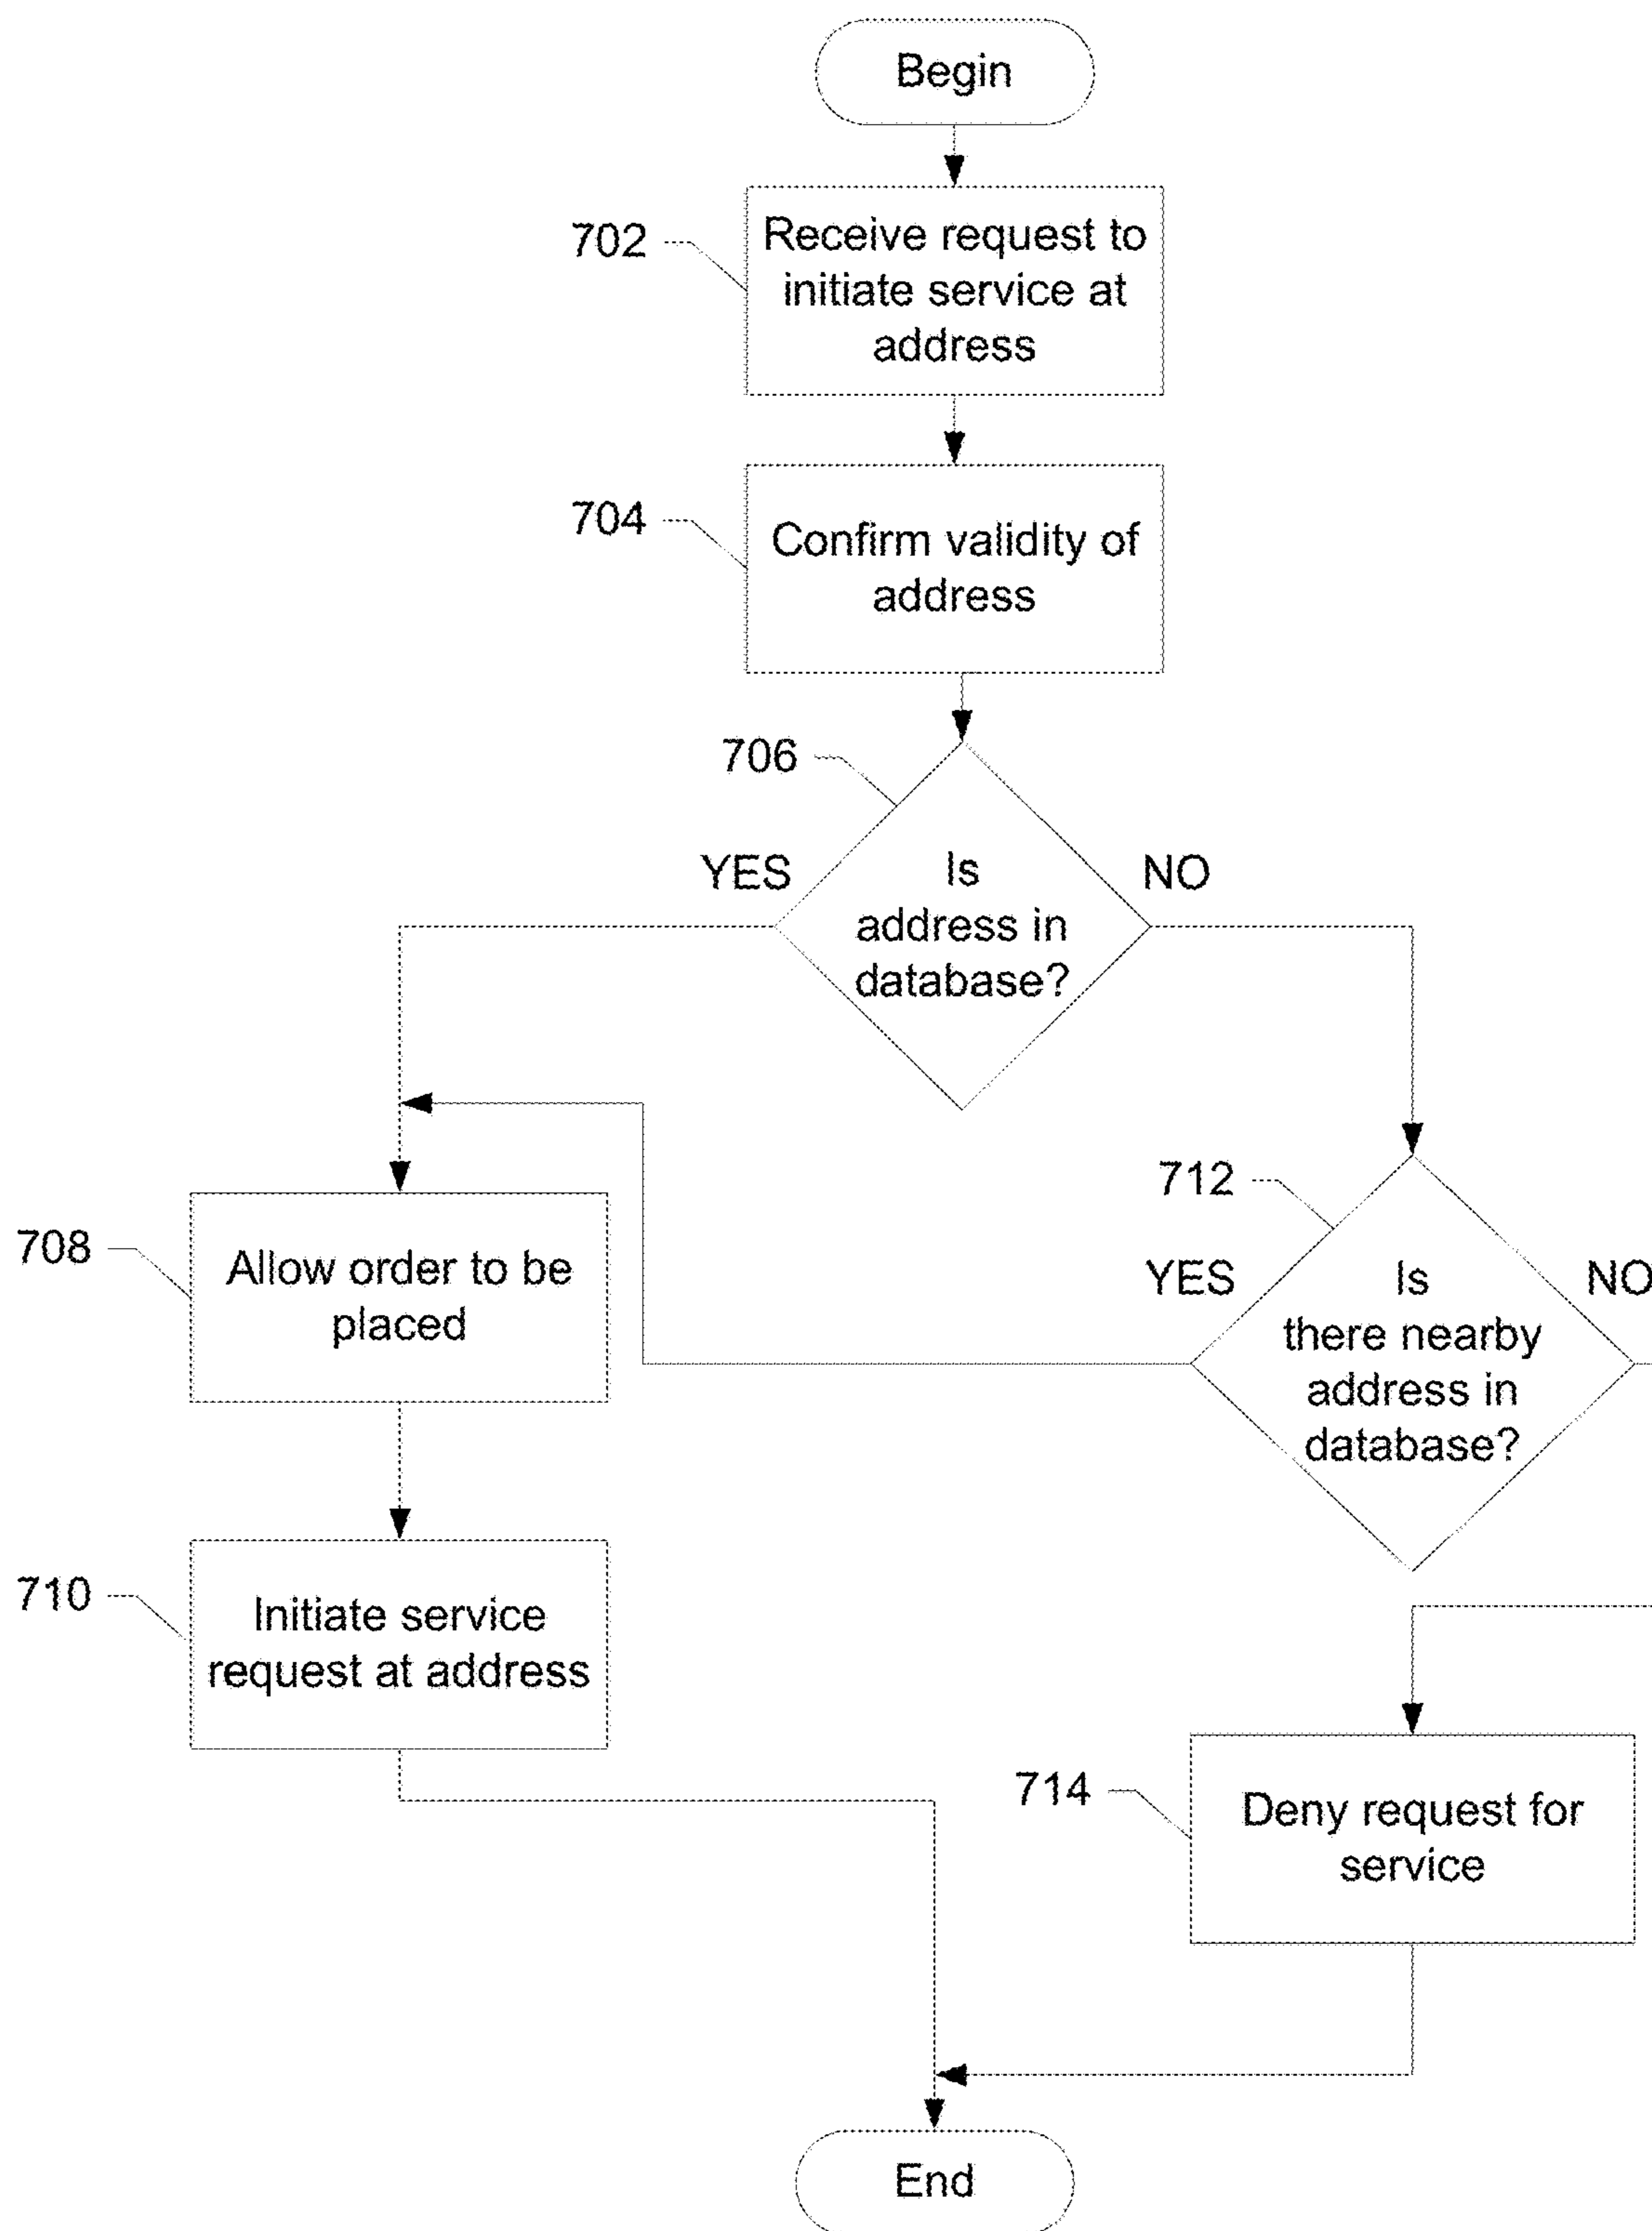 Begin
702
Receive request to
initiate service at
address
704
Confirm validity of
address
706
YES
Is
address in
database?
NO
712
708
Allow order to be
placed
YES
Is
there nearby
address in
database?
NO
710
Initiate service
request at address
714
Deny request for
service
End